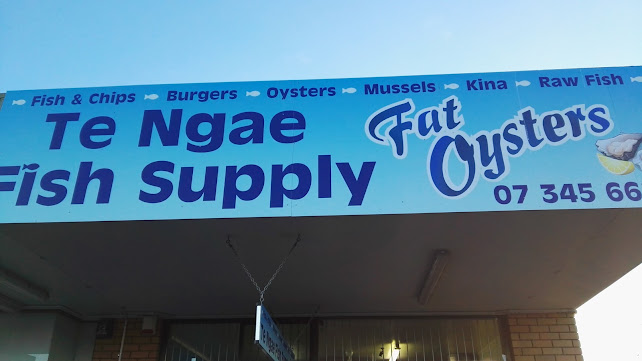 Fish & Chips Burgers Oysters Mussels Kina Raw Fish
Te Ngae
Fish Supply
Fat
Oysters
07 345 66